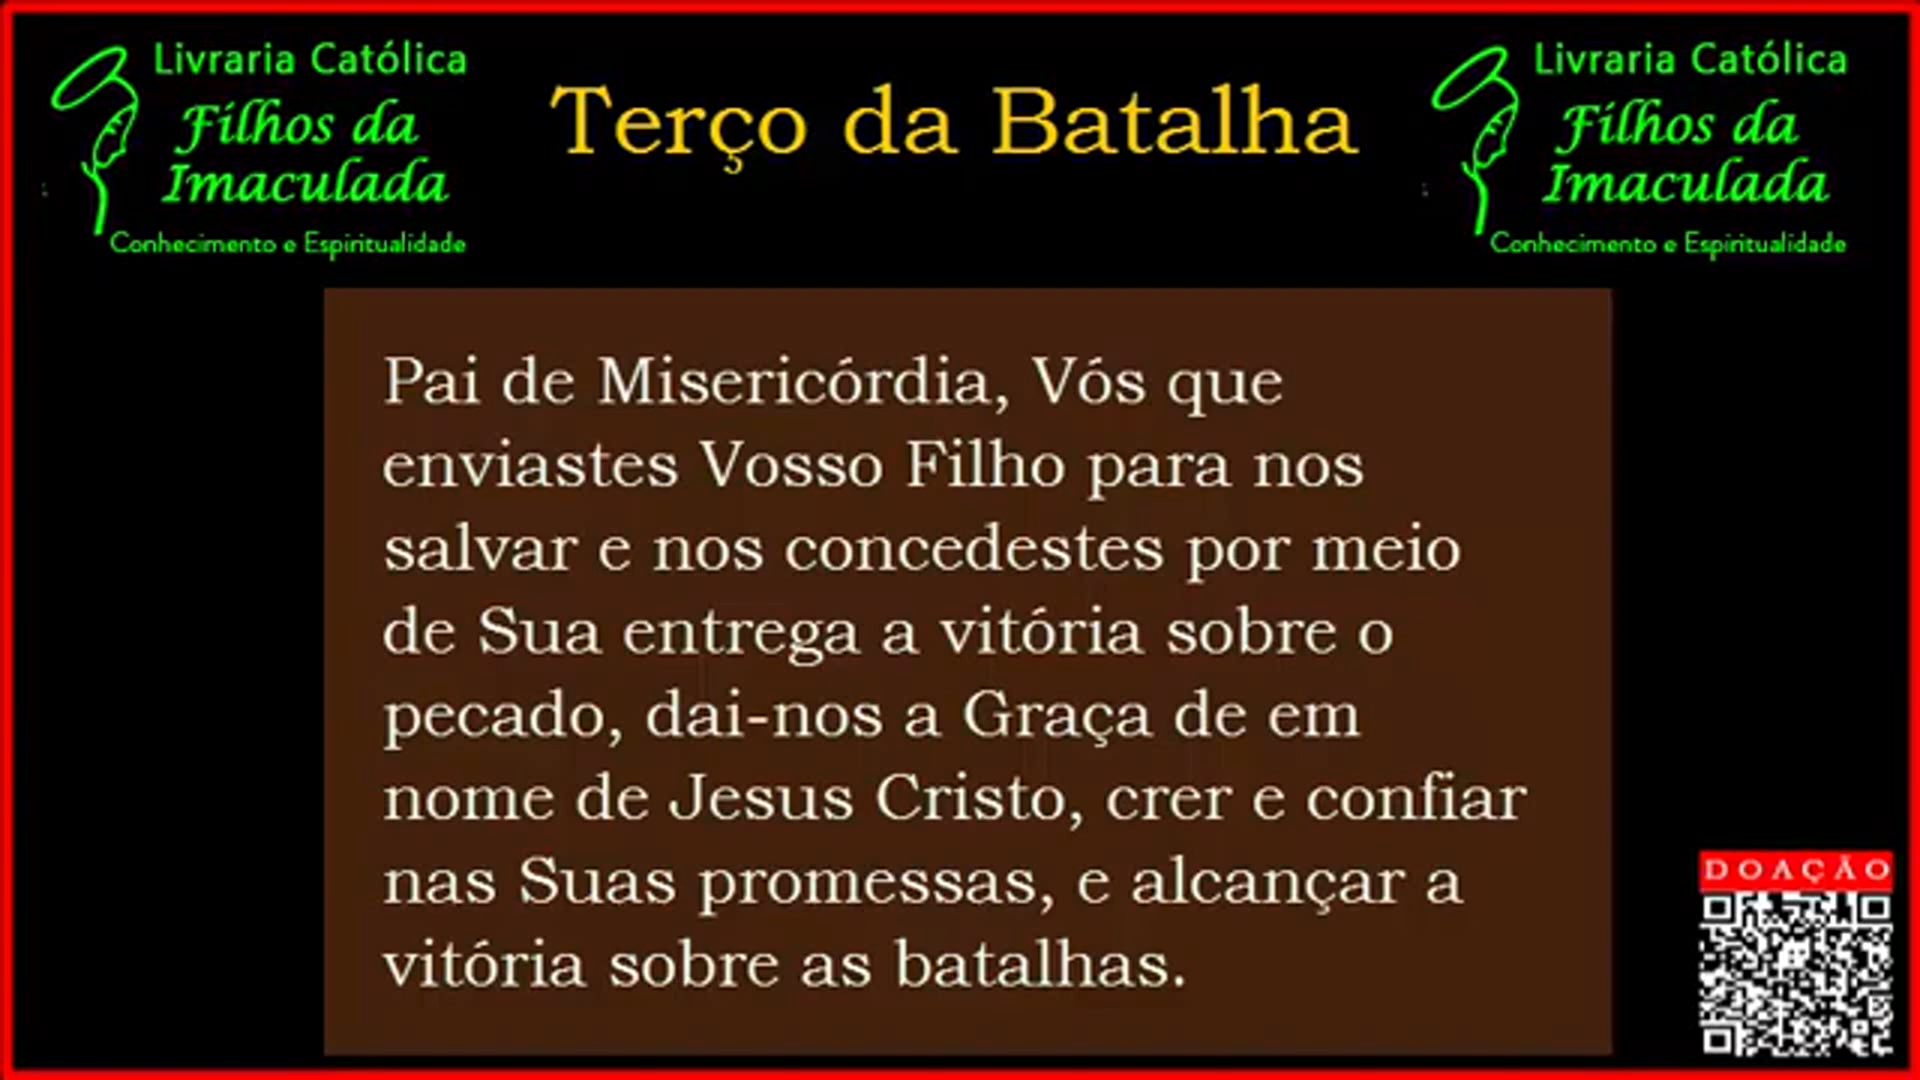 Livraria Católica
Filhos da
Imaculada
Conhecimento e Espiritualidade
Terço da Batalha
Livraria Católica
Filhos da
Imaculada
Conhecimento e Espiritualidade
Pai de Misericórdia, Vós que
enviastes Vosso Filho para nos
salvar e nos concedestes por meio
de Sua entrega a vitória sobre o
pecado, dai-nos a Graça de em
nome de Jesus Cristo, crer e confiar
nas Suas promessas, e alcançar a
vitória sobre as batalhas.
DOAÇÃO